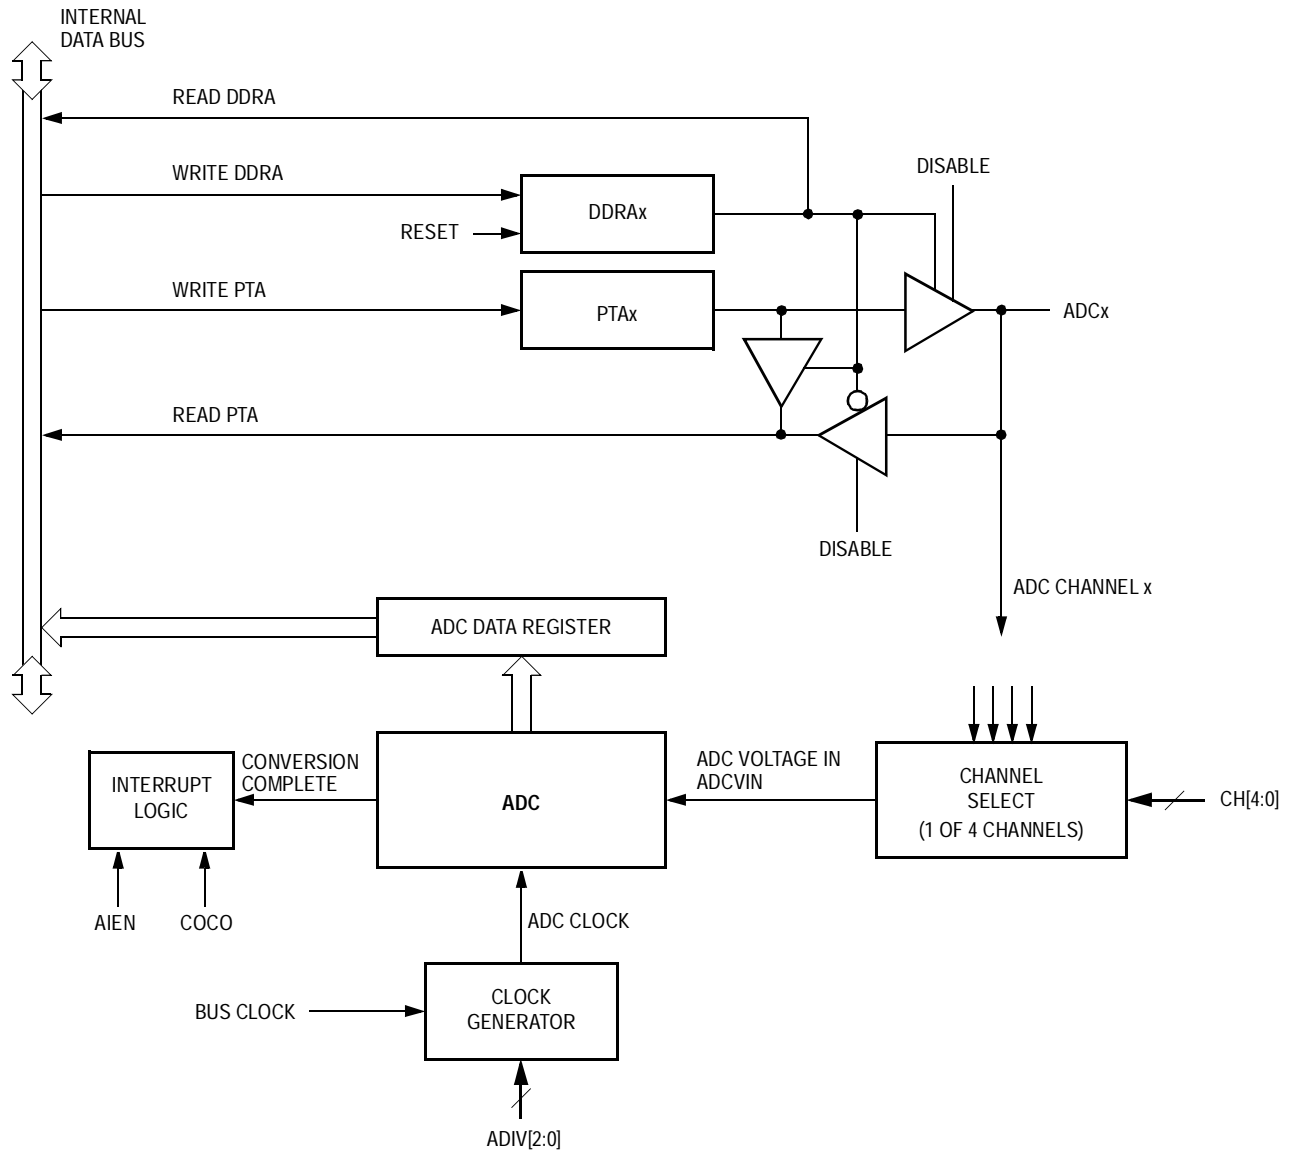 INTERNAL
DATA BUS
READ DDRA
WRITE DDRA
DISABLE
DDRAx
RESET
WRITE PTA
PTAx
ADCx
READ PTA
DISABLE
ADC CHANNEL x
ADC DATA REGISTER
INTERRUPT
LOGIC
CONVERSION
COMPLETE
ADC
ADC VOLTAGE IN
ADCVIN
CHANNEL
SELECT
(1 OF 4 CHANNELS)
CH[4:0]
AIEN
COCO
ADC CLOCK
BUS CLOCK
CLOCK
GENERATOR
ADIV[2:0]